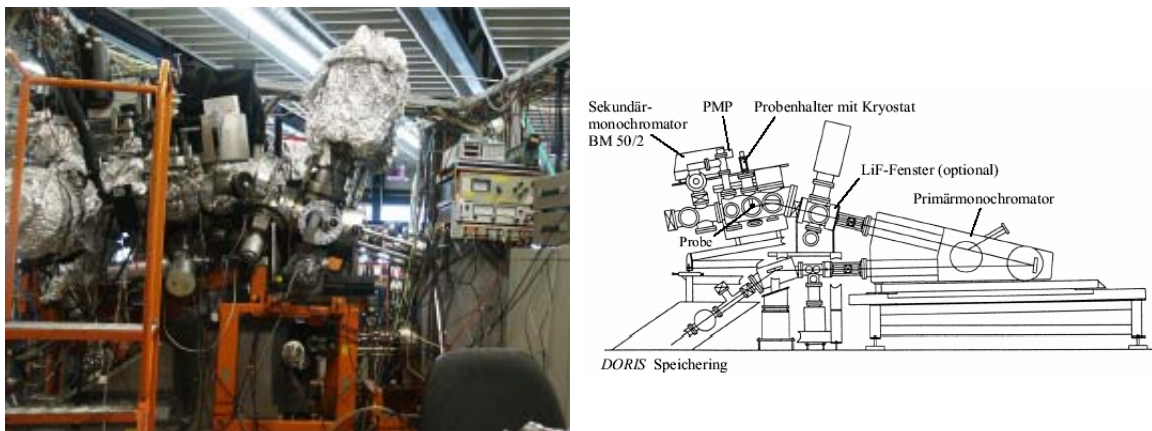 Sekundär-
monochromator
BM 50/2
PMP
Probenhalter mit Kryostat
LiF-Fenster (optional)
Primärmonochromator
Probe
DORIS Speichering